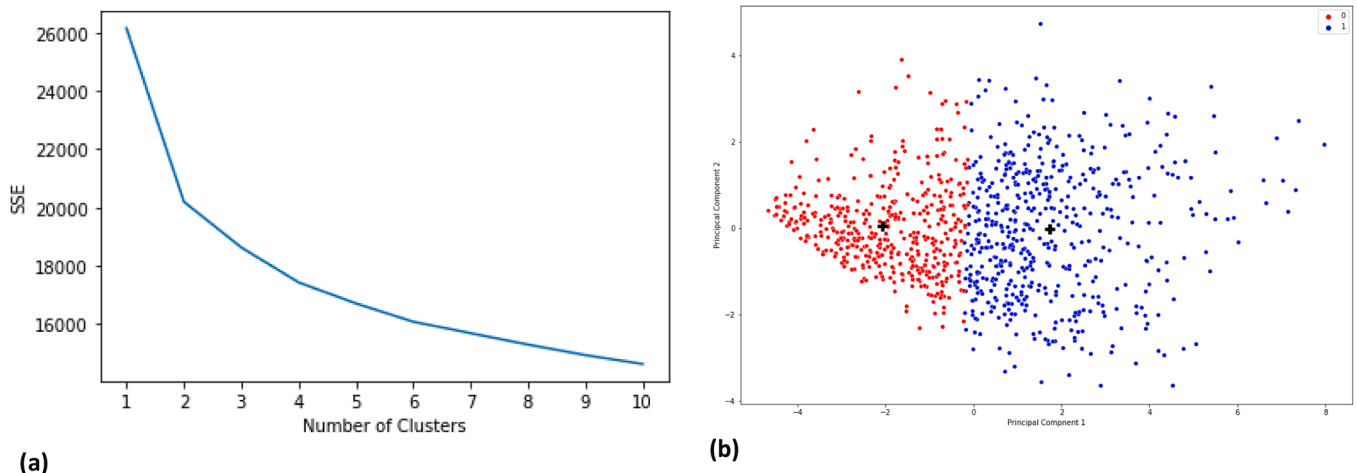 26000
24000
22000
20000
18000
16000
SSE
1 2 3 4 5 6 7 8 9 10
Number of Clusters
(a)
0
1
4
2
0
−2
−4
Principcal Component 2
−4 −2 0 2 4 6 8
Principal Compnent 1
(b)